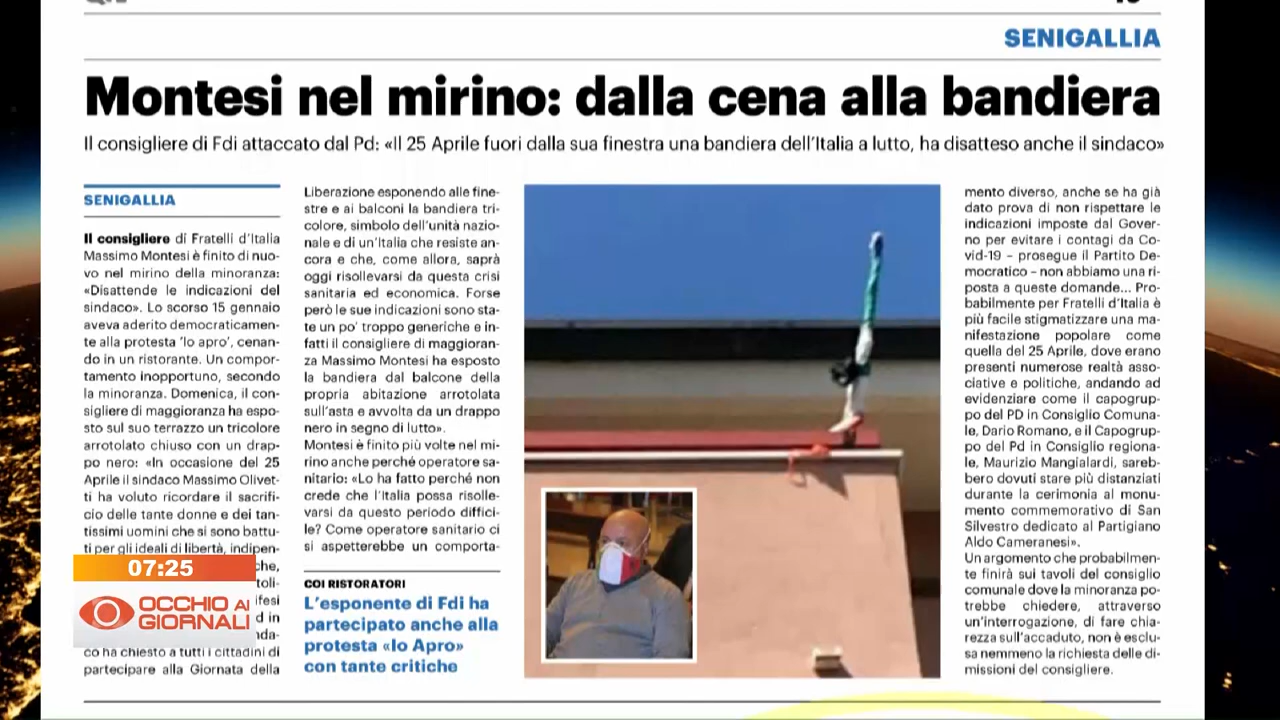 SENIGALLIA
Montesi nel mirino: dalla cena alla bandiera
Il consigliere di Fdi attaccato dal Pd: «Il 25 Aprile fuori dalla sua finestra una bandiera dell'Italia a lutto, ha disatteso anche il sindaco»
SENIGALLIA
Il consigliere di Fratelli d'Italia
Massimo Montesi è finito di nuo-
vo nel mirino della minoranza:
«Disattende le indicazioni del
sindaco». Lo scorso 15 gennaio
aveva aderito democraticamen-
te alla protesta 'Io apro', cenan-
do in un ristorante. Un compor-
tamento inopportuno, secondo
la minoranza. Domenica, il con-
sigliere di maggioranza ha espo-
sto sul suo terrazzo un tricolore
arrotolato chiuso con un drap-
po nero: «In occasione del 25
Aprile il sindaco Massimo Olivet-
ti ha voluto ricordare il sacrifi-
cio delle tante donne e dei tan-
tissimi uomini che si sono battu-
ti per gli ideali di libertà, indipen-
che,
toli-
ifesi
d in
nda-
co ha chiesto a tutti i cittadini di
partecipare alla Giornata della
Liberazione esponendo alle fine-
stre e ai balconi la bandiera tri-
colore, simbolo dell'unità nazio-
nale e di un'Italia che resiste an-
cora e che, come allora, saprà
oggi risollevarsi da questa crisi
sanitaria ed economica. Forse
però le sue indicazioni sono sta-
te un po' troppo generiche e in-
fatti il consigliere di maggioran-
za Massimo Montesi ha esposto
la bandiera dal balcone della
propria abitazione arrotolata
sull'asta e avvolta da un drappo
nero in segno di lutto».
Montesi è finito più volte nel mi-
rino anche perché operatore sa-
nitario: «Lo ha fatto perché non
crede che l'Italia possa risolle-
varsi da questo periodo diffici-
le? Come operatore sanitario ci
si aspetterebbe un comporta-
COI RISTORATORI
L'esponente di Fdi ha
partecipato anche alla
protesta «Io Apro»
con tante critiche
mento diverso, anche se ha già
dato prova di non rispettare le
indicazioni imposte dal Gover-
no per evitare i contagi da Co-
vid-19 – prosegue il Partito De-
mocratico – non abbiamo una ri-
posta a queste domande... Pro-
babilmente per Fratelli d'Italia è
più facile stigmatizzare una ma-
nifestazione popolare come
quella del 25 Aprile, dove erano
presenti numerose realtà asso-
ciative e politiche, andando ad
evidenziare come il capogrup-
po del PD in Consiglio Comuna-
le, Dario Romano, e il Capogrup-
po del Pd in Consiglio regiona-
le, Maurizio Mangialardi, sareb-
bero dovuti stare più distanziati
durante la cerimonia al monu-
mento commemorativo di San
Silvestro dedicato al Partigiano
Aldo Cameranesi».
Un argomento che probabilmen-
te finirà sui tavoli del consiglio
comunale dove la minoranza po-
trebbe chiedere, attraverso
un'interrogazione, di fare chia-
rezza sull'accaduto, non è esclu-
sa nemmeno la richiesta delle di-
missioni del consigliere.
07:25
OCCHIO AI
GIORNALI